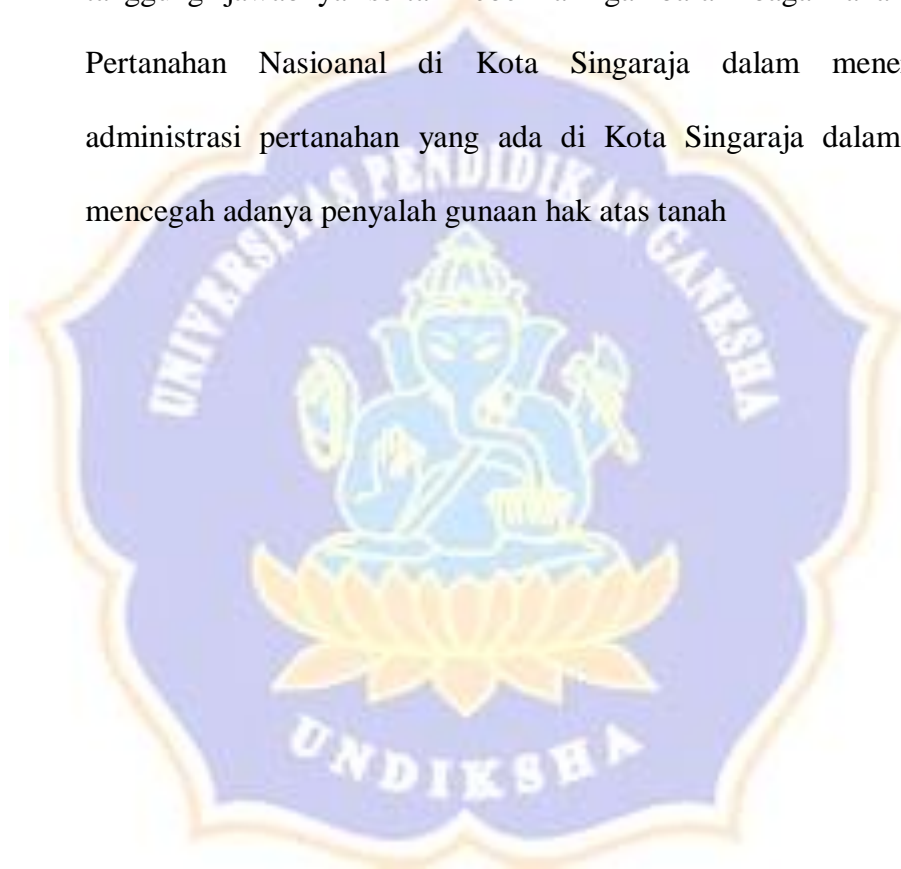 Pertanahan Nasioanal di Kota Singaraja dalam
administrasi pertanahan yang ada di Kota Singaraja dalam
mencegah adanya penyalah gunaan hak atas tanah
UNIVERSITAS PENDIDIKAN GANESHA
UNDIKSHA